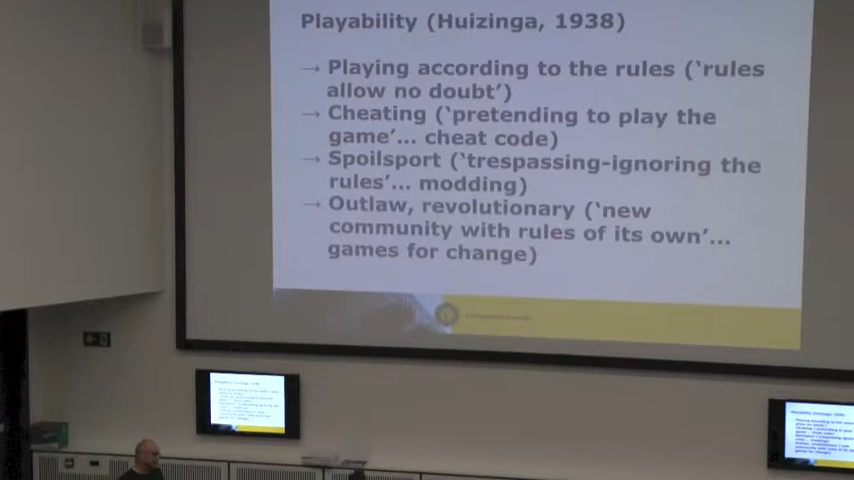 Playability (Huizinga, 1938)
→ Playing according to the rules (‘rules
allow no doubt’)
→ Cheating (‘pretending to play the
game’... cheat code)
→ Spoilsport (‘trespassing-ignoring the
rules’... modding)
→ Outlaw, revolutionary (‘new
community with rules of its own’...
games for change)